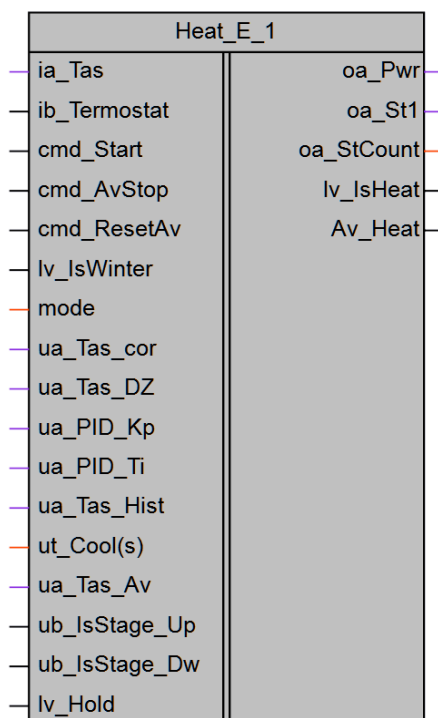 Heat_E_1
ia_Tas
ib_Termostat
cmd_Start
cmd_AvStop
cmd_ResetAv
lv_IsWinter
mode
ua_Tas_cor
ua_Tas_DZ
ua_PID_Kp
ua_PID_Ti
ua_Tas_Hist
ut_Cool(s)
ua_Tas_Av
ub_IsStage_Up
ub_IsStage_Dw
lv_Hold
oa_Pwr
oa_St1
oa_StCount
lv_IsHeat
Av_Heat